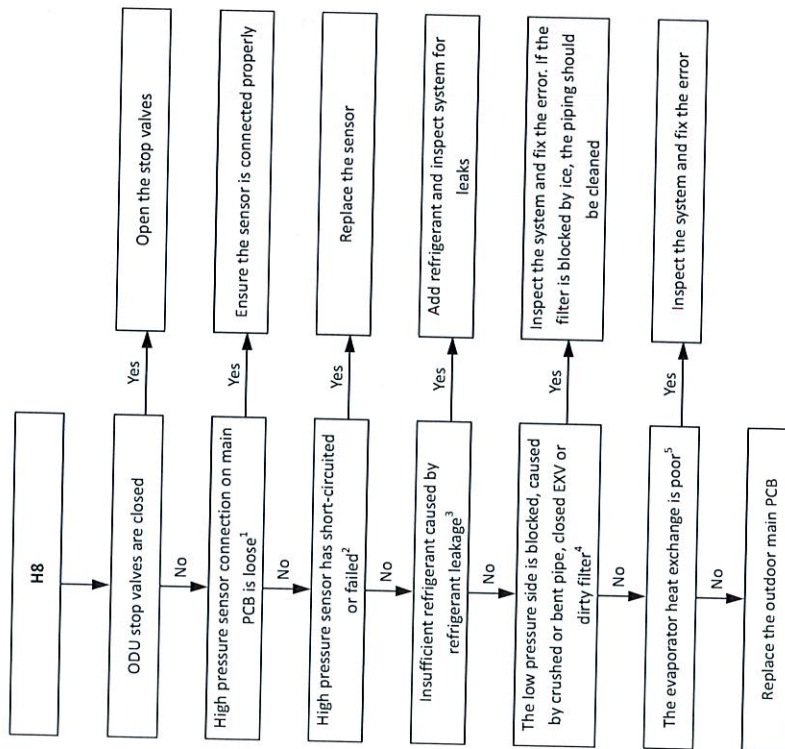 H8
ODU stop valves are closed
Yes
Open the stop valves
No
High pressure sensor connection on main
PCB is loose¹
Yes
Ensure the sensor is connected properly
No
High pressure sensor has short-circuited
or failed²
Yes
Replace the sensor
No
Insufficient refrigerant caused by
refrigerant leakage³
Yes
Add refrigerant and inspect system for
leaks
No
The low pressure side is blocked, caused
by crushed or bent pipe, closed EXV or
dirty filter⁴
Yes
Inspect the system and fix the error. If the
filter is blocked by ice, the piping should
be cleaned
No
The evaporator heat exchange is poor⁵
Yes
Inspect the system and fix the error
No
Replace the outdoor main PCB